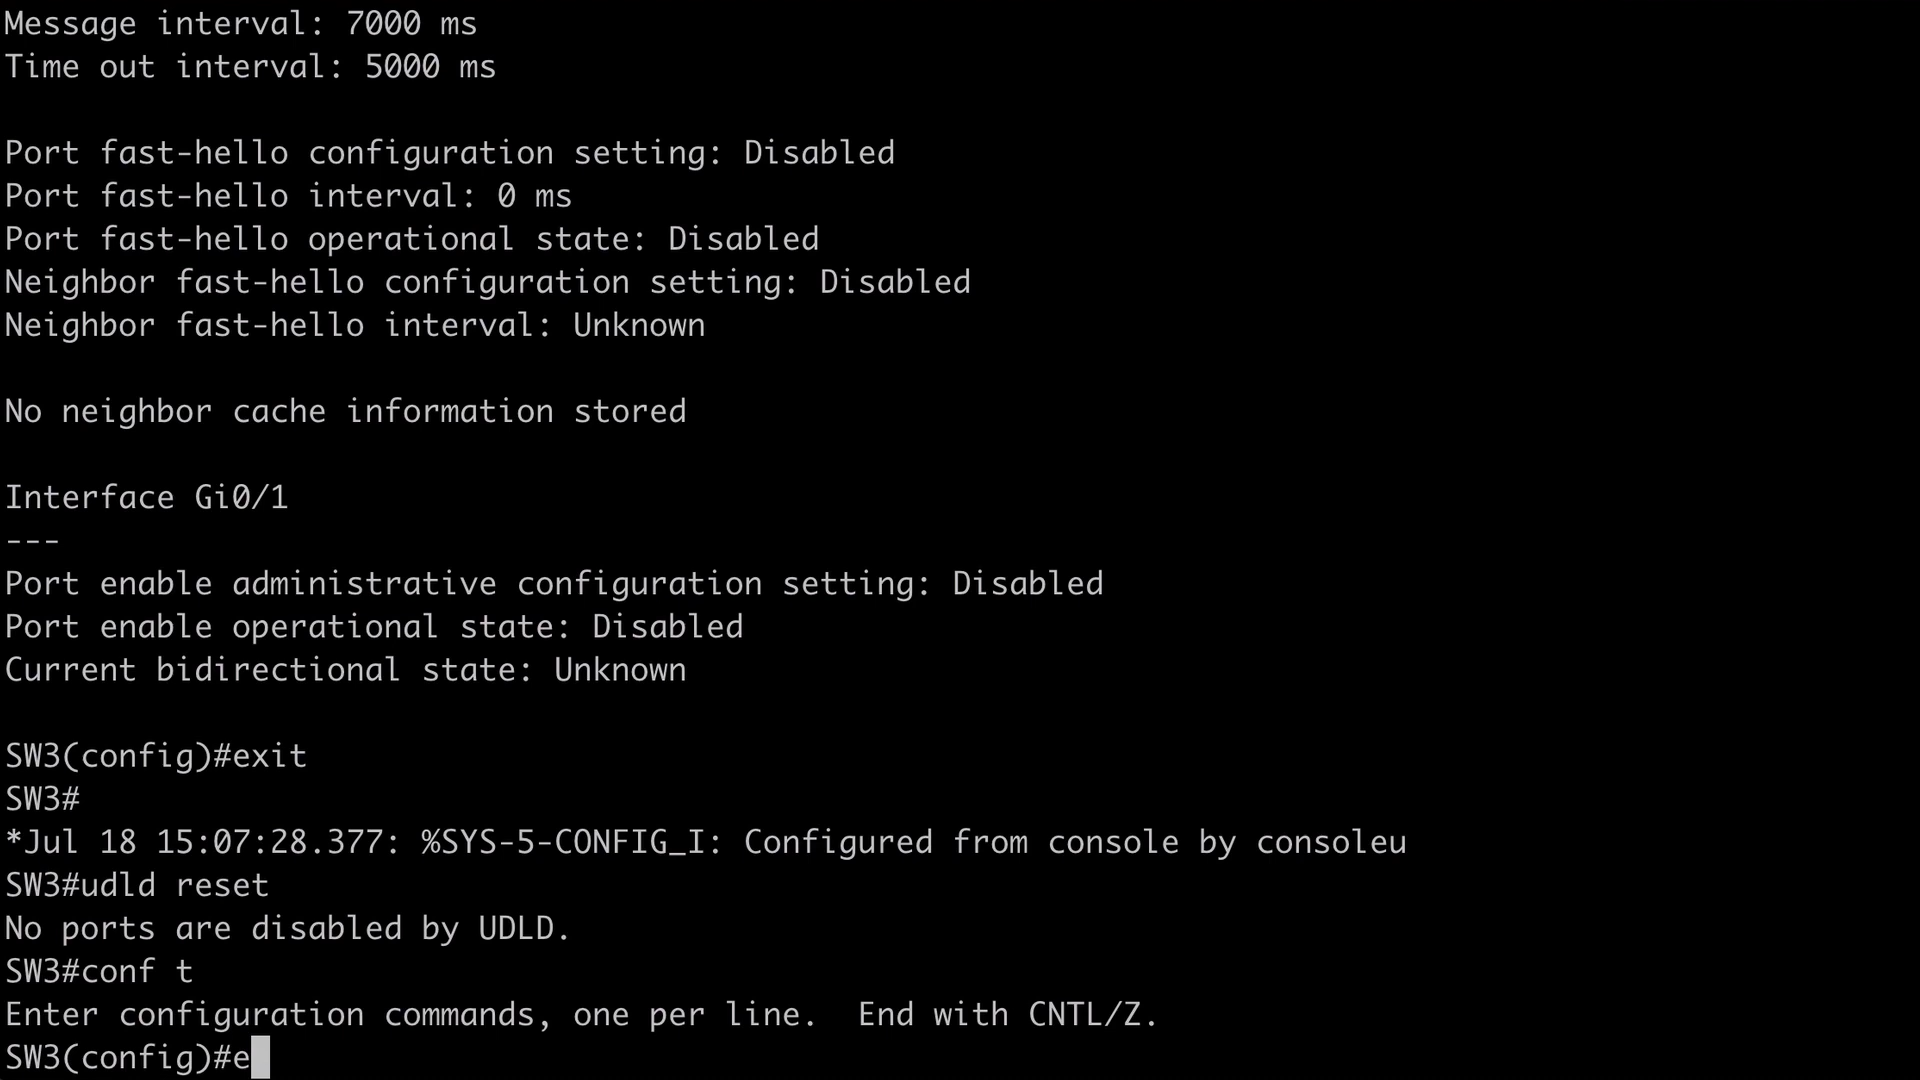 Message interval: 7000 ms
Time out interval: 5000 ms
Port fast-hello configuration setting: Disabled
Port fast-hello interval: 0 ms
Port fast-hello operational state: Disabled
Neighbor fast-hello configuration setting: Disabled
Neighbor fast-hello interval: Unknown
No neighbor cache information stored
Interface Gi0/1
---
Port enable administrative configuration setting: Disabled
Port enable operational state: Disabled
Current bidirectional state: Unknown
SW3(config)#exit
SW3#
*Jul 18 15:07:28.377: %SYS-5-CONFIG_I: Configured from console by consoleu
SW3#udld reset
No ports are disabled by UDLD.
SW3#conf t
Enter configuration commands, one per line.  End with CNTL/Z.
SW3(config)#e